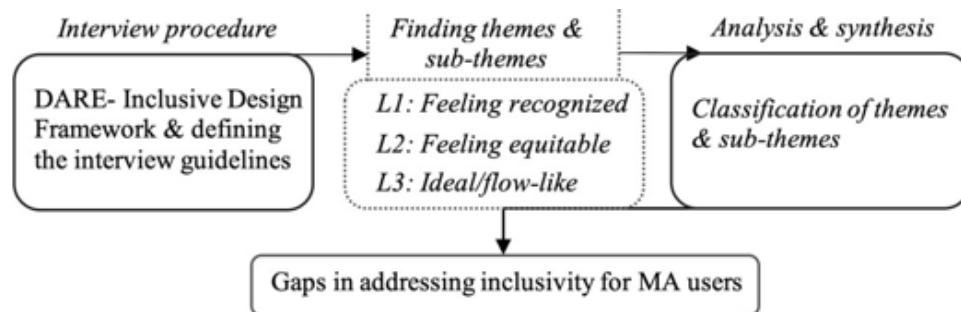 Interview procedure
DARE- Inclusive Design
Framework & defining
the interview guidelines
Finding themes &
sub-themes
L1: Feeling recognized
L2: Feeling equitable
L3: Ideal/flow-like
Analysis & synthesis
Classification of themes
& sub-themes
Gaps in addressing inclusivity for MA users